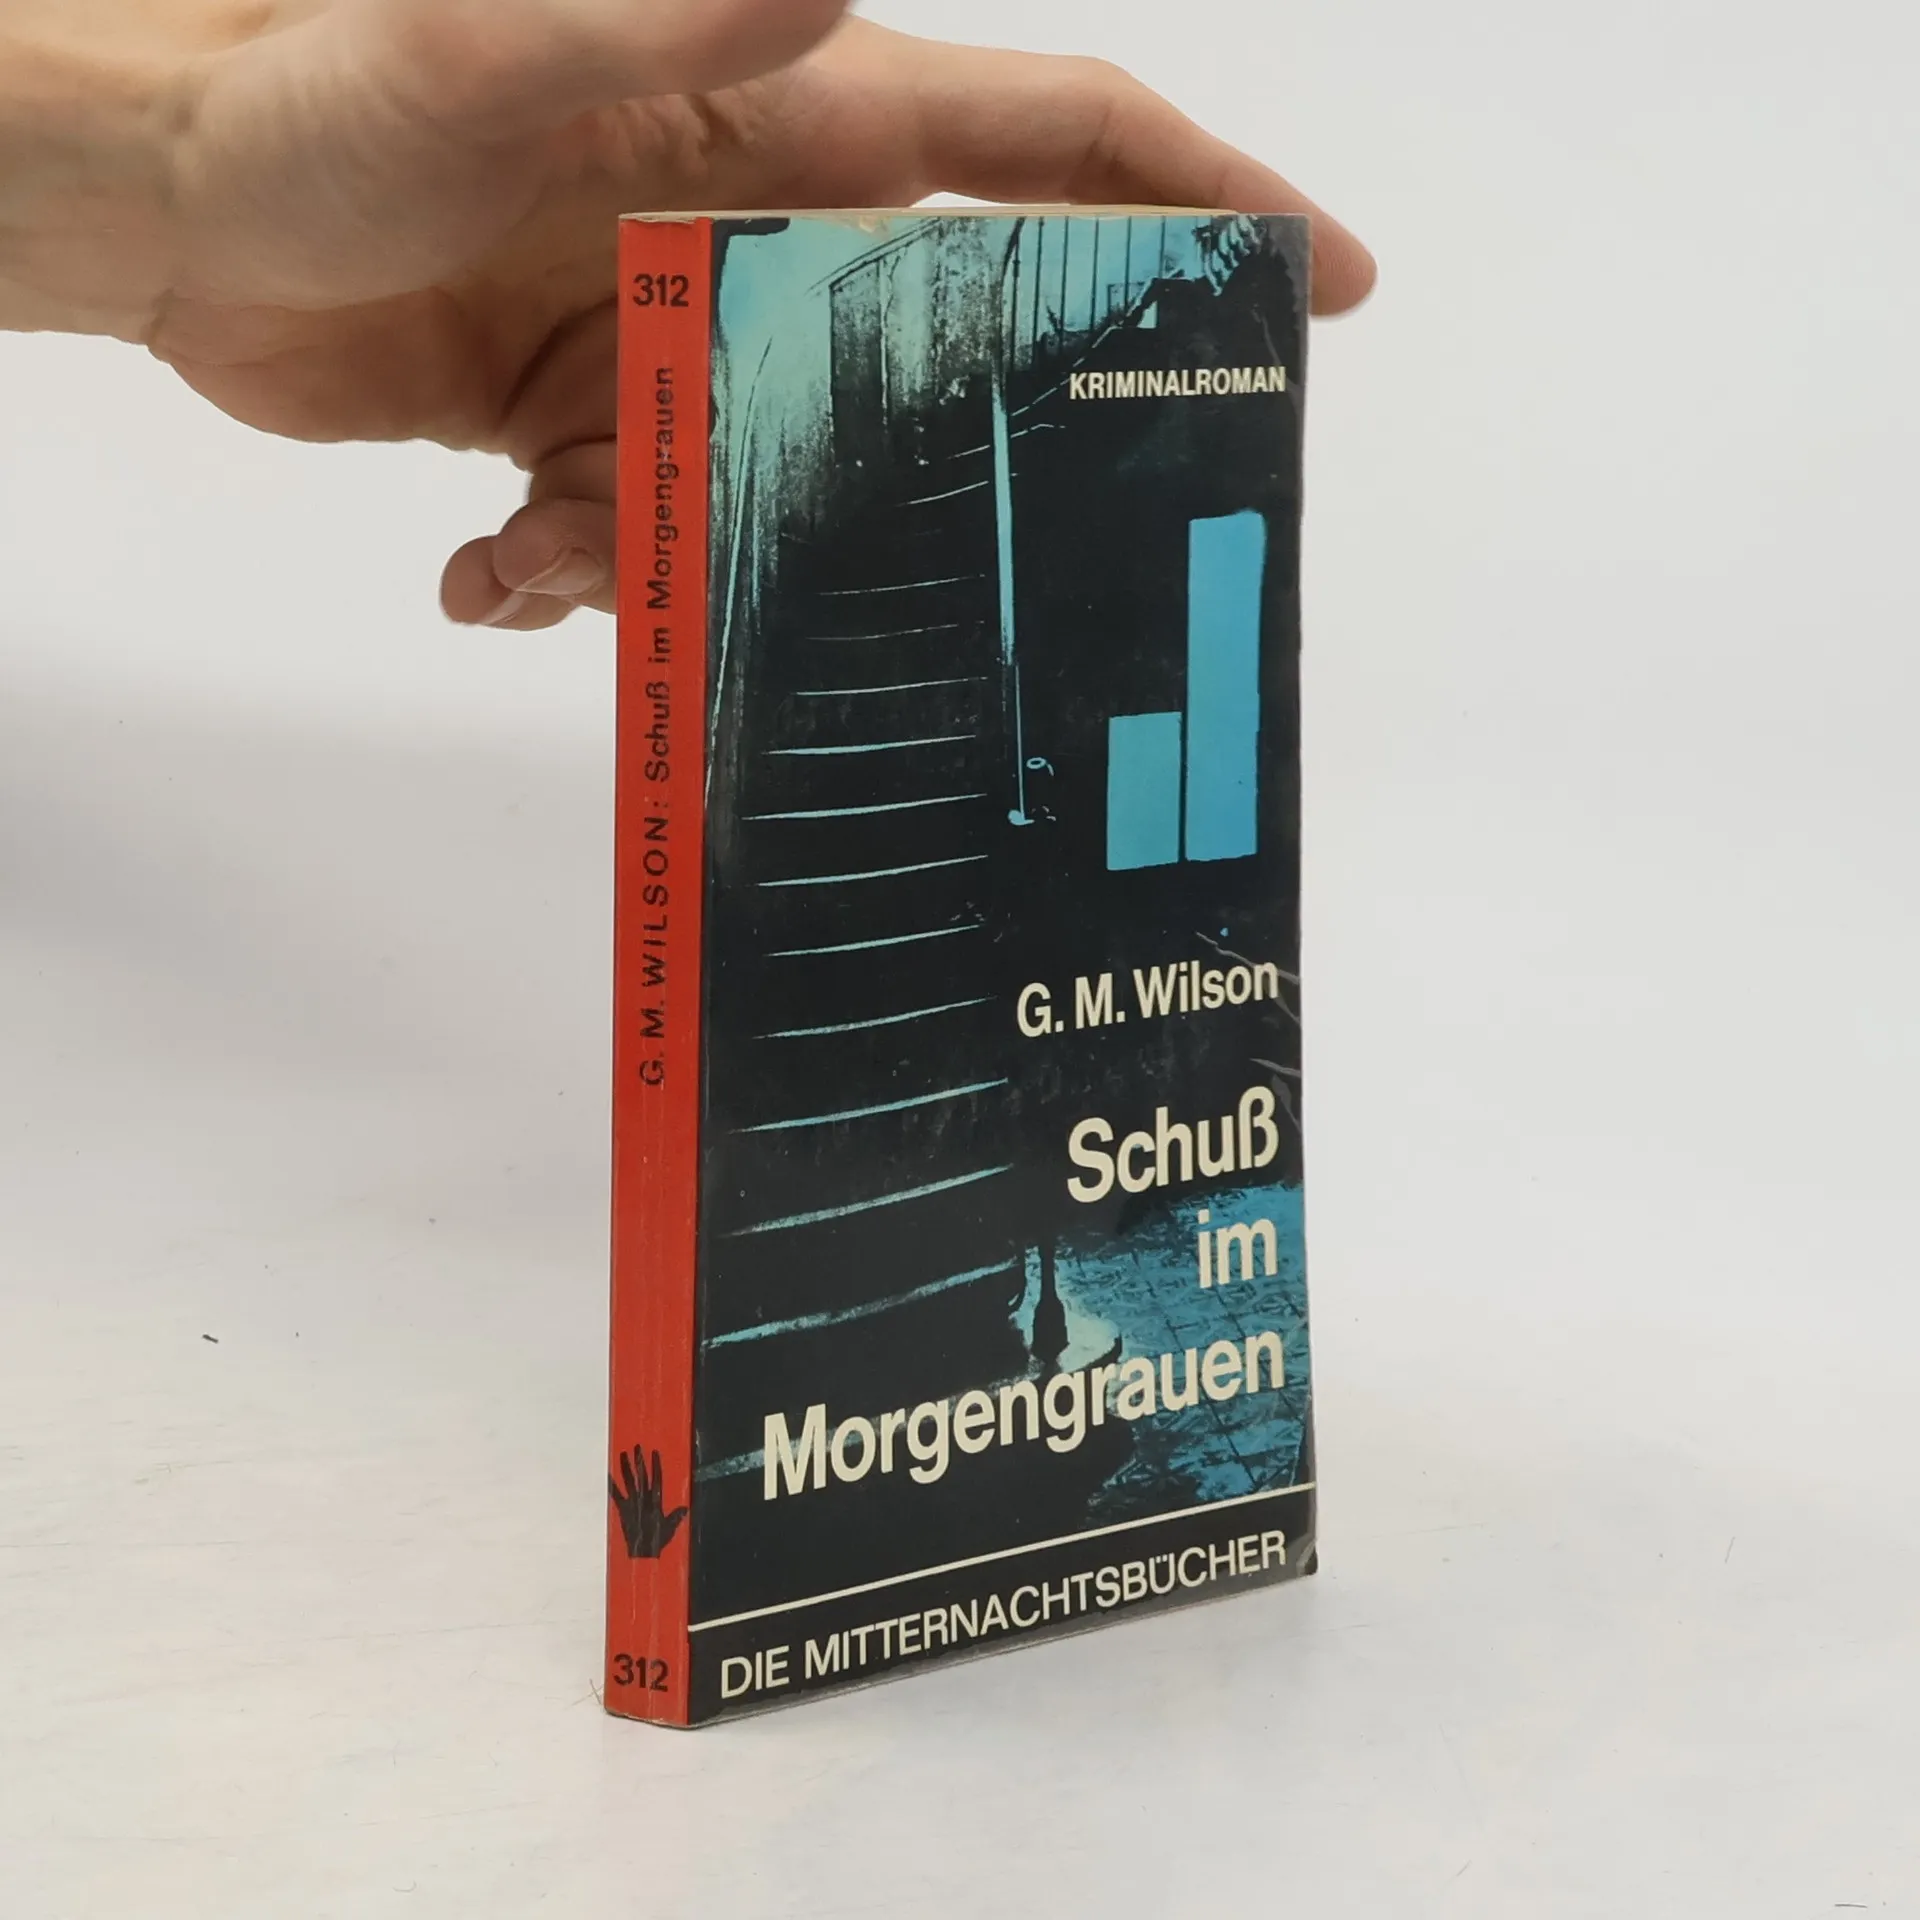 312
G. M. WILSON: Schuß im Morgengrauen
312
KRIMINALROMAN
G. M. Wilson
Schuß
im
Morgengrauen
DIE MITTERNACHTSBÜCHER